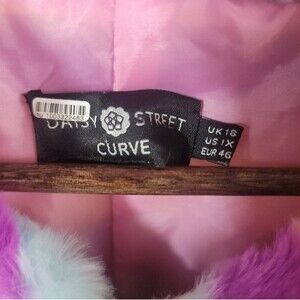 DAISY STREET
CURVE
UK 18
US 1X
EUR 46